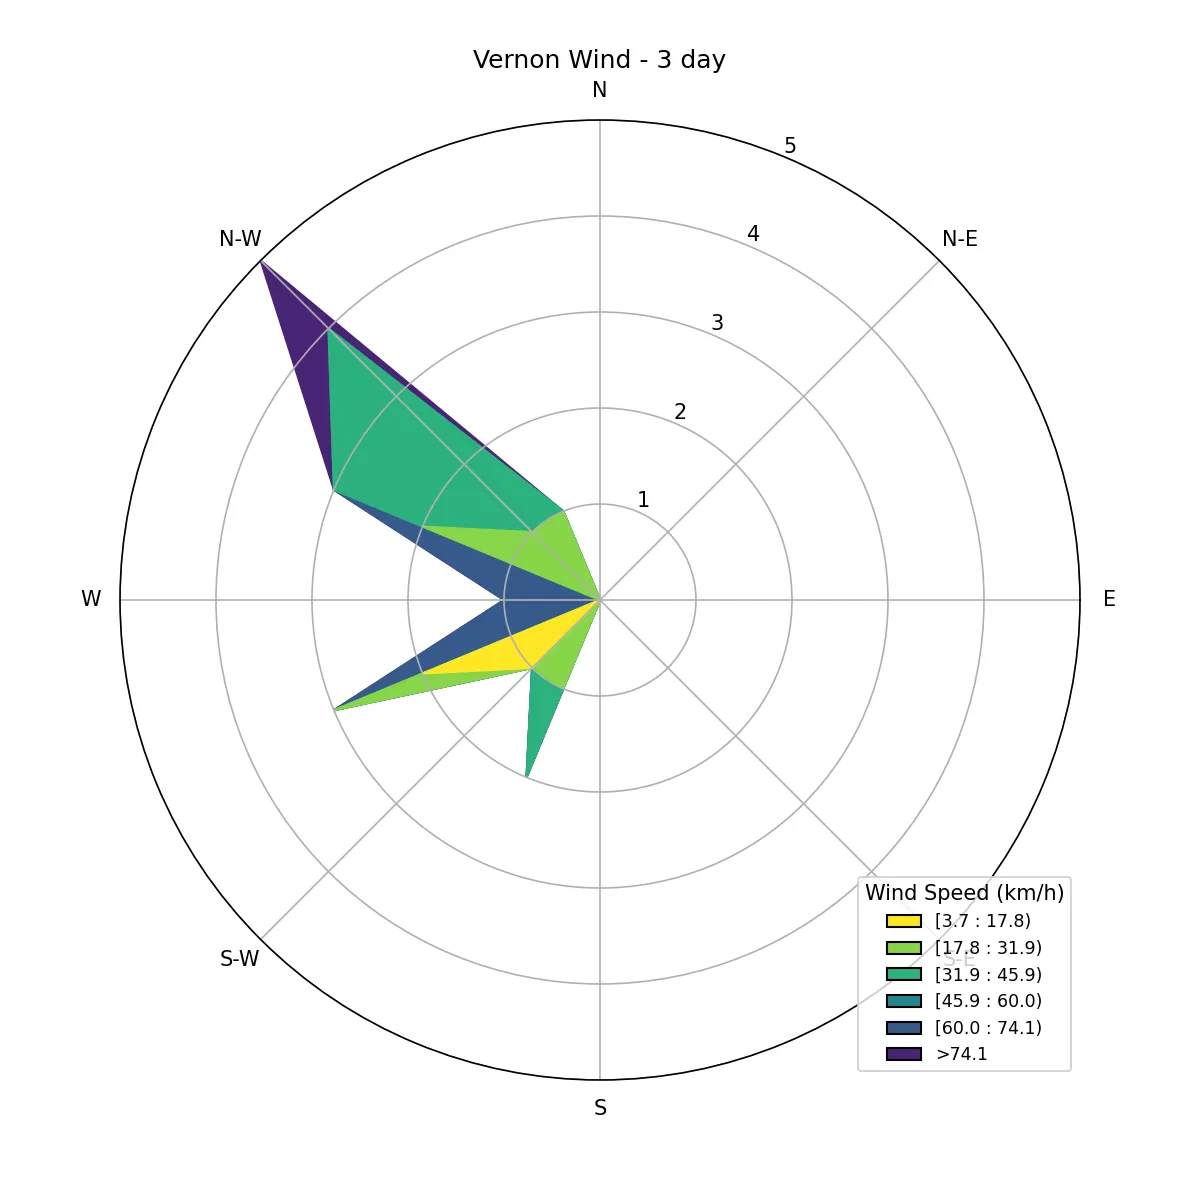 Vernon Wind - 3 day
N
5
N-W
N-E
4
3
2
1
W
E
Wind Speed (km/h)
[3.7 : 17.8)
[17.8 : 31.9)
S-W
S-E
[31.9 : 45.9)
[45.9 : 60.0)
[60.0 : 74.1)
>74.1
S